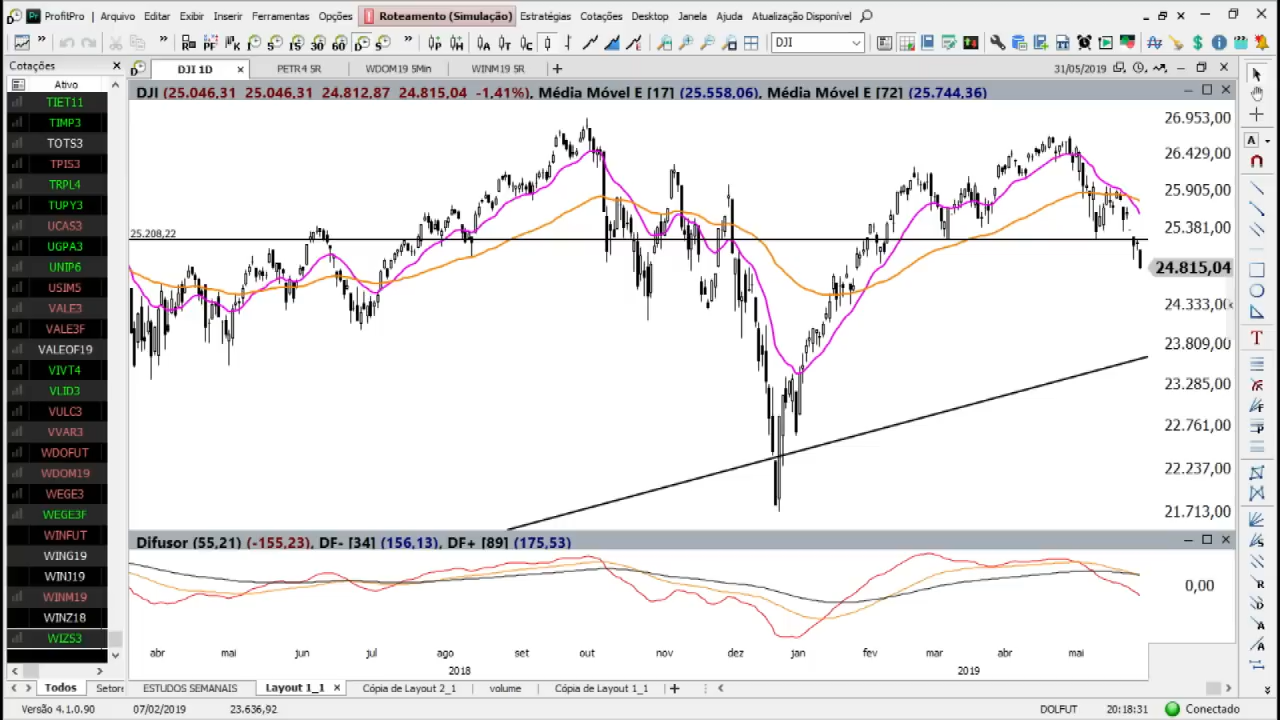 ProfitPro Arquivo Editar Exibir Inserir Ferramentas Opções Roteamento (Simulação) Estratégias Cotações Desktop Janela Ajuda Atualização Disponível
5 15 30 60 D S DJI
Cotações
DJI 1D PETR4 5R WDOM19 5Min WINM19 5R 31/05/2019
Ativo
DJI (25.046,31 25.046,31 24.812,87 24.815,04 -1,41%), Média Móvel E [17] (25.558,06), Média Móvel E [72] (25.744,36)
TIET11
TIMP3
TOTS3
TPIS3
TRPL4
TUPY3
UCAS3
UGPA3
UNIP6
USIM5
VALE3
VALE3F
VALEOF19
VIVT4
VLID3
VULC3
VVAR3
WDOFUT
WDOM19
WEGE3
WEGE3F
WINFUT
WING19
WINJ19
WINM19
WINZ18
WIZS3
25.208,22
26.953,00
26.429,00
25.905,00
25.381,00
24.815,04
24.333,00
23.809,00
23.285,00
22.761,00
22.237,00
21.713,00
Difusor (55,21) (-155,23), DF- [34] (156,13), DF+ [89] (175,53)
0,00
abr mai jun jul ago set out nov dez jan fev mar abr mai
2018 2019
Todos Setore ESTUDOS SEMANAIS Layout 1_1 Cópia de Layout 2_1 volume Cópia de Layout 1_1
Versão 4.1.0.90 07/02/2019 23.636,92 DOLFUT 20:18:31 Conectado